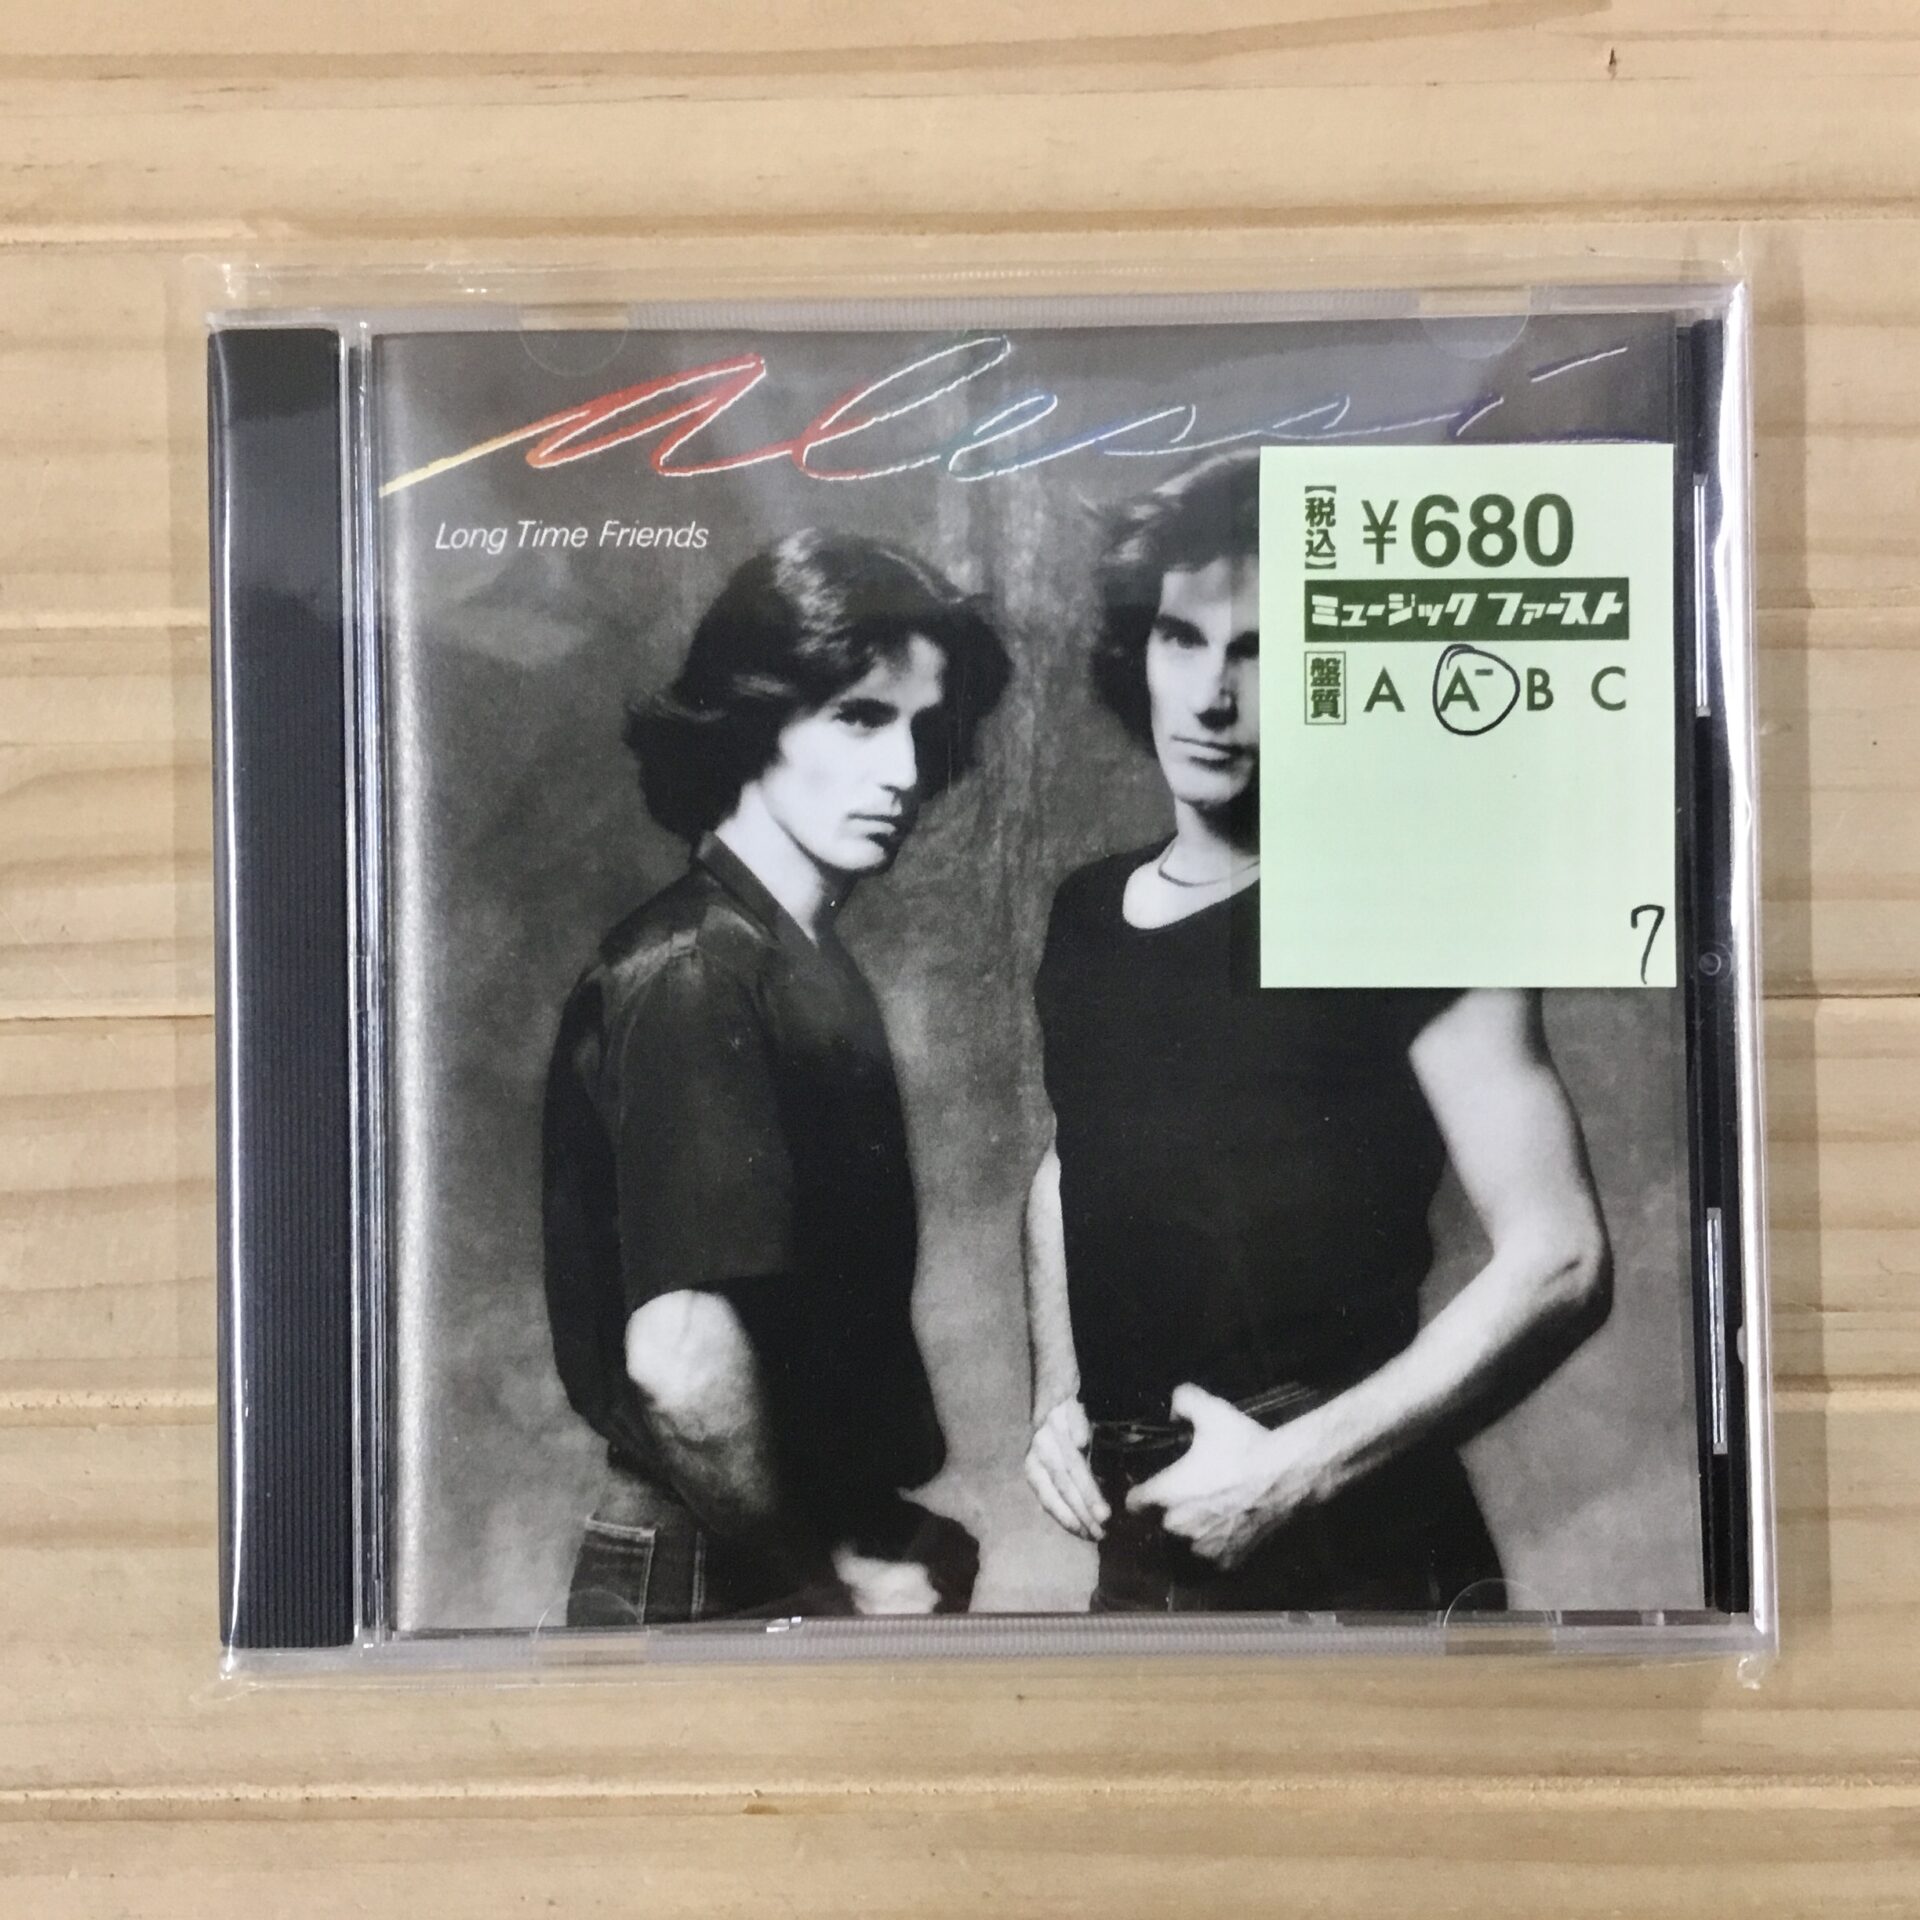 Alessi
Long Time Friends
【税込】 ¥680
ミュージック ファースト
盤質 A A⁻ B C
7